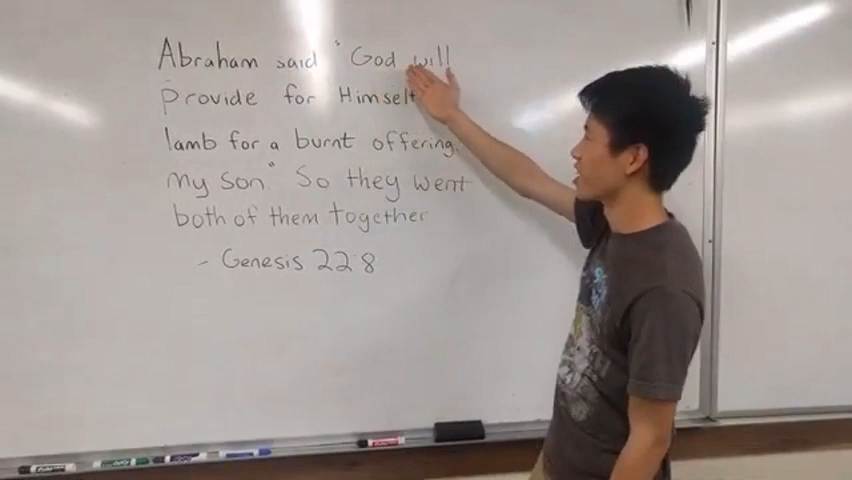 Abraham said "God will
provide for Himself
lamb for a burnt offering,
my son." So they went
both of them together
- Genesis 22:8